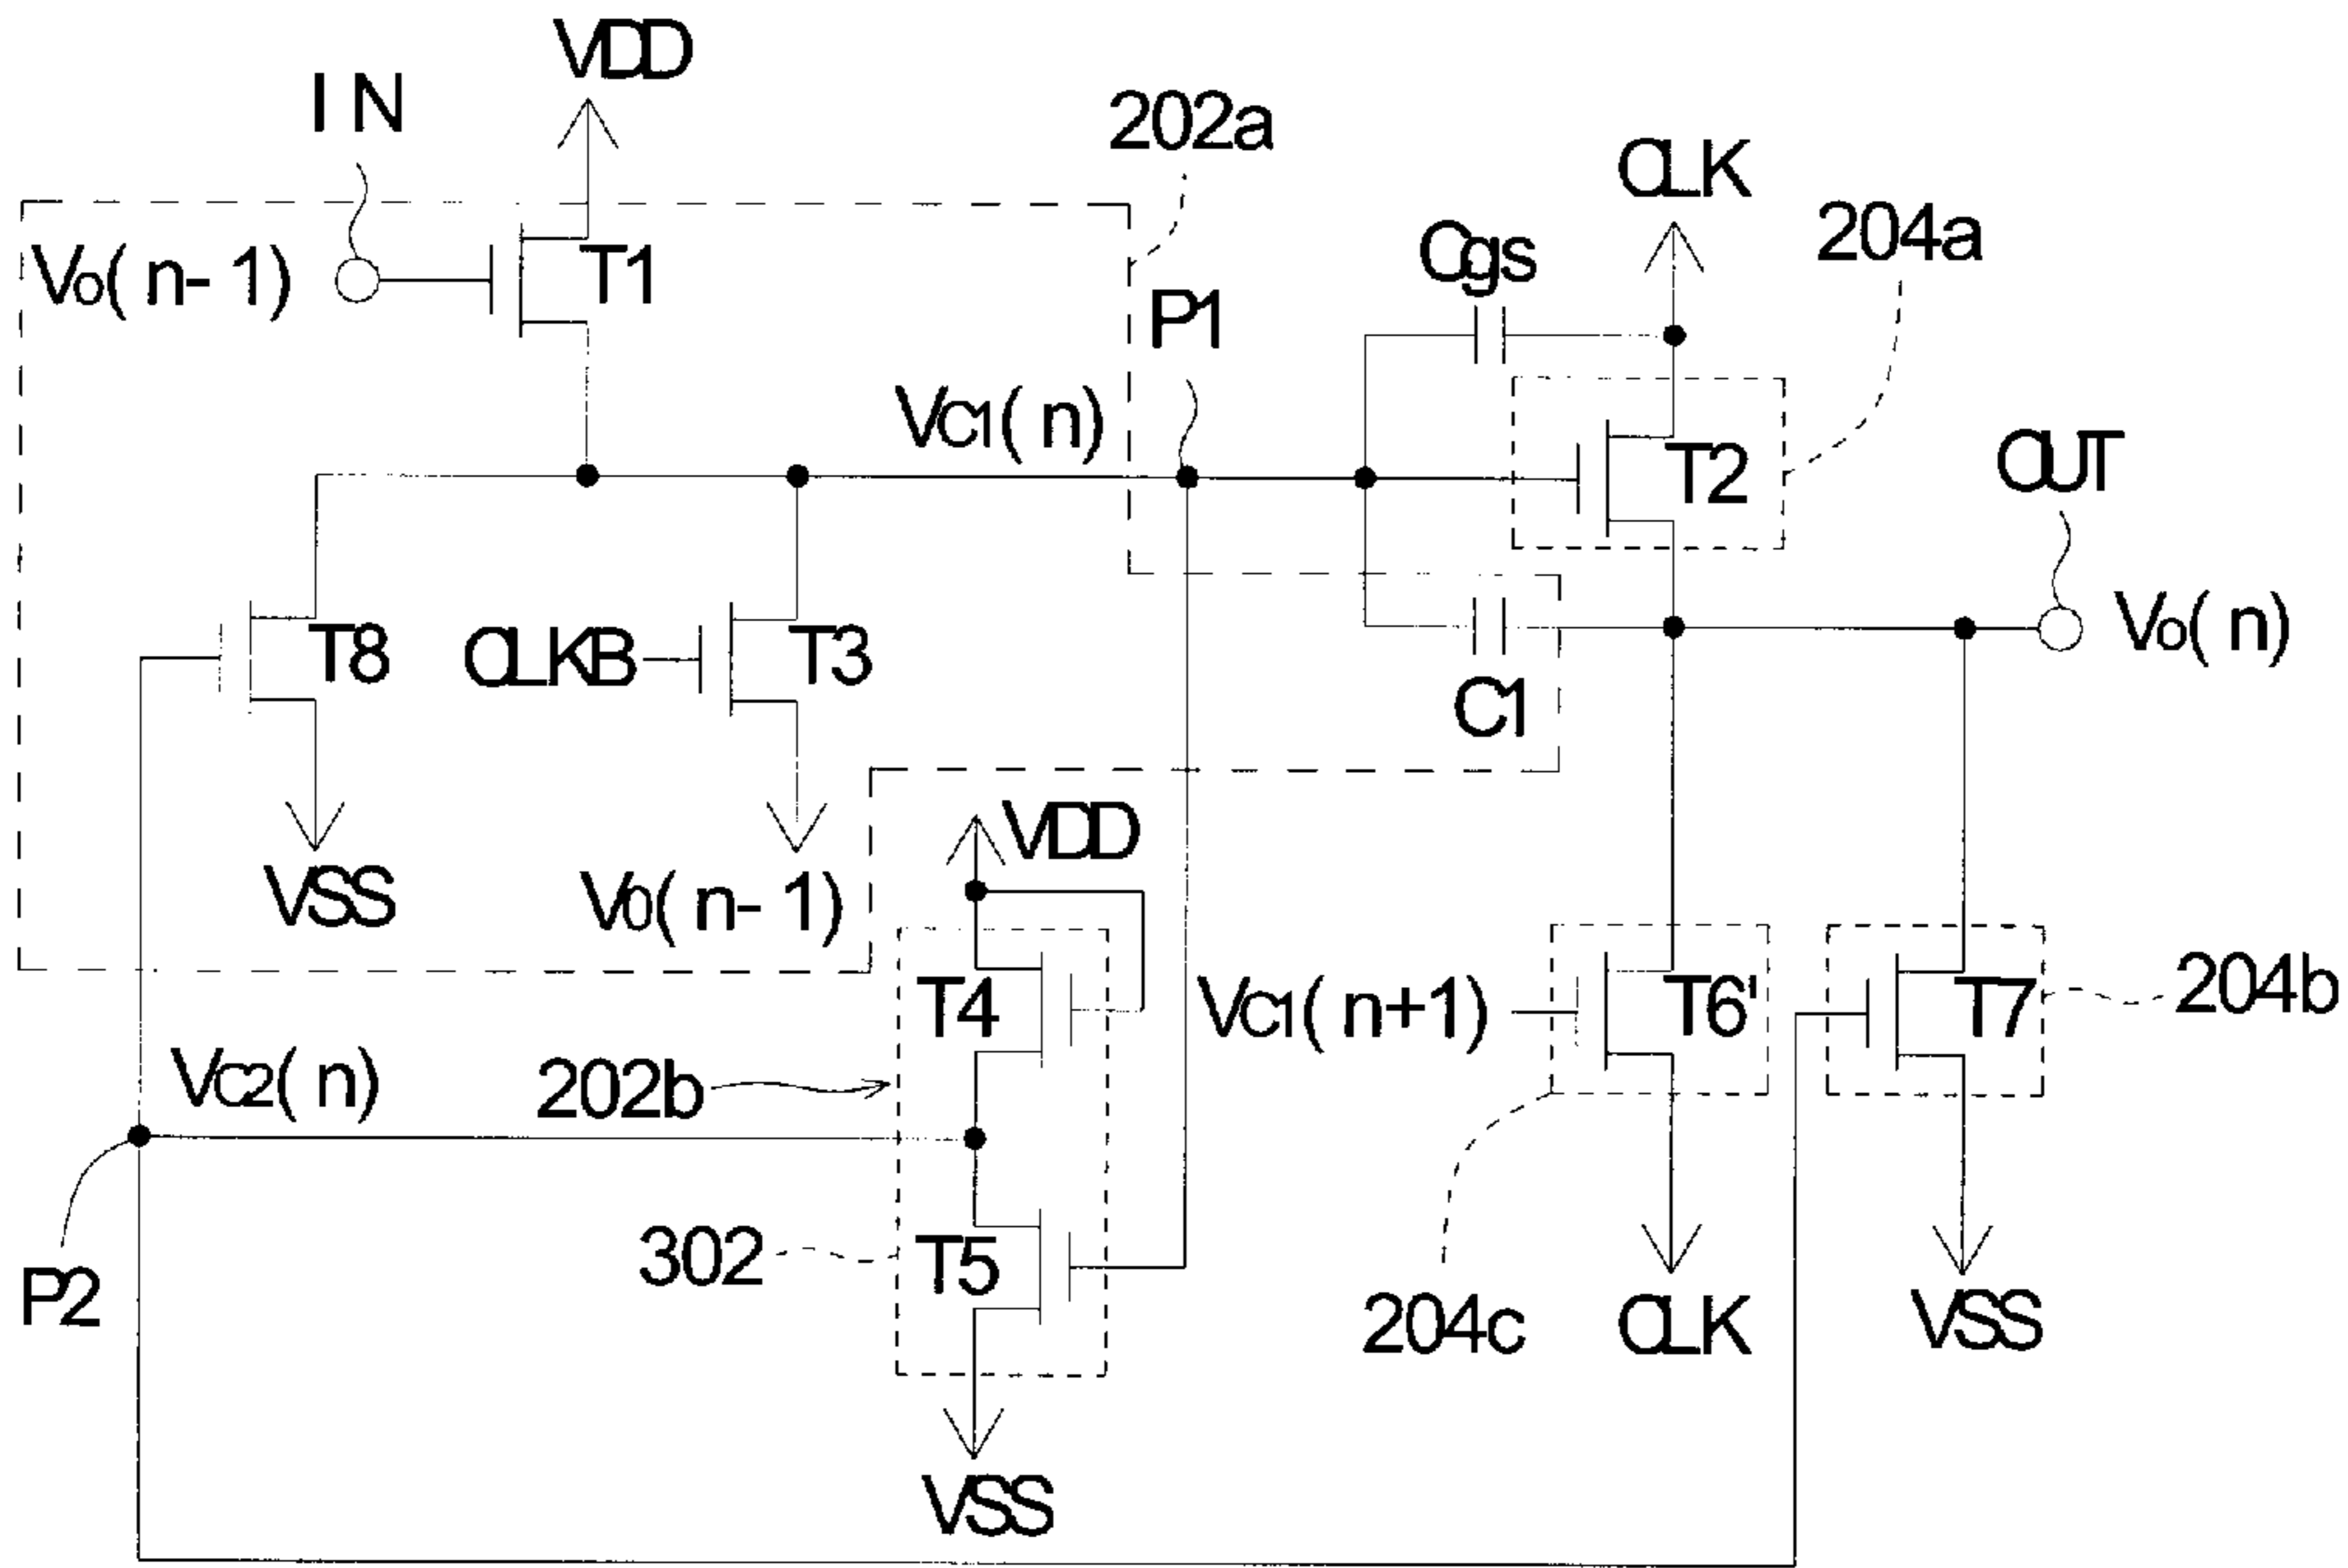 VDD
IN
202a
CLK
204a
Vo(n-1)
T1
Cgs
P1
VC1(n)
T2
OUT
T8
CLKB
T3
Vo(n)
C1
VDD
VSS
V0(n-1)
T4
VC1(n+1)
T6'
T7
204b
VC2(n)
202b
302
T5
P2
204c
CLK
VSS
VSS